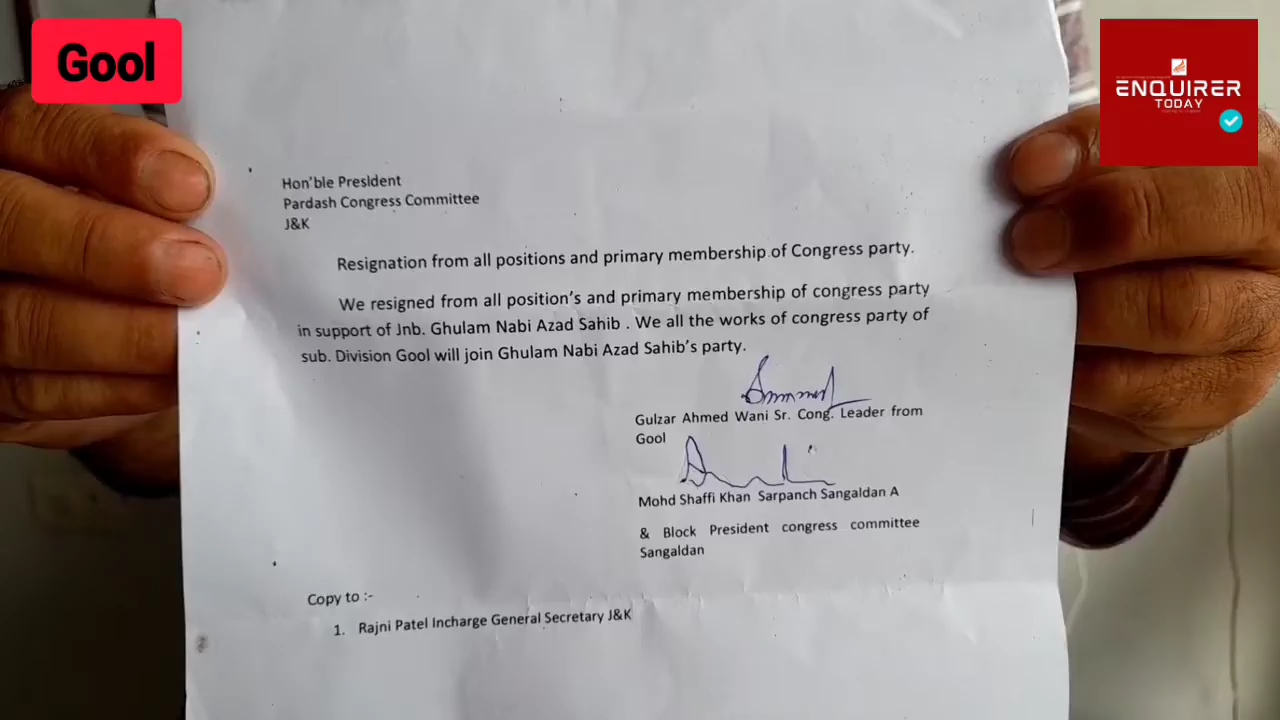 Gool
ENQUIRER
TODAY
Hon'ble President
Pardash Congress Committee
J&K
Resignation from all positions and primary membership of Congress party.
We resigned from all position's and primary membership of congress party
in support of Jnb. Ghulam Nabi Azad Sahib . We all the works of congress party of
sub. Division Gool will join Ghulam Nabi Azad Sahib's party.
Gulzar Ahmed Wani Sr. Cong. Leader from
Gool
Mohd Shaffi Khan Sarpanch Sangaldan A
& Block President congress committee
Sangaldan
Copy to :-
1. Rajni Patel Incharge General Secretary J&K